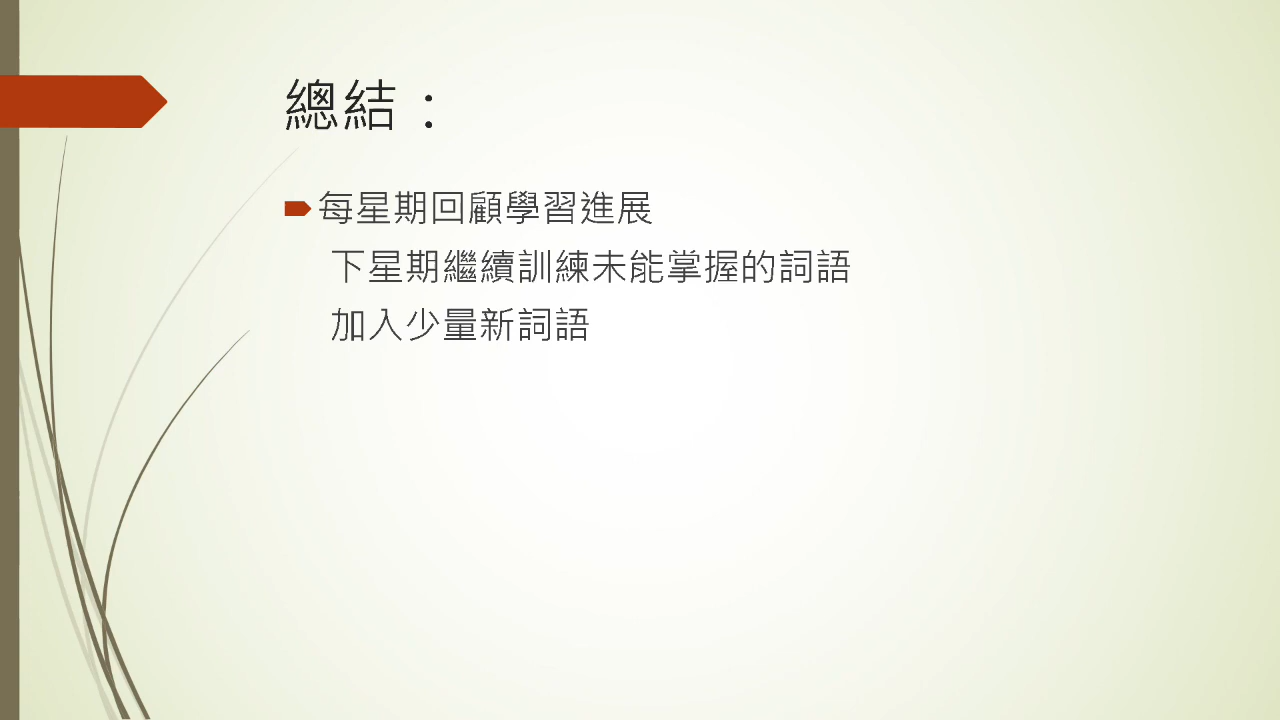 總結：
每星期回顧學習進展
下星期繼續訓練未能掌握的詞語
加入少量新詞語